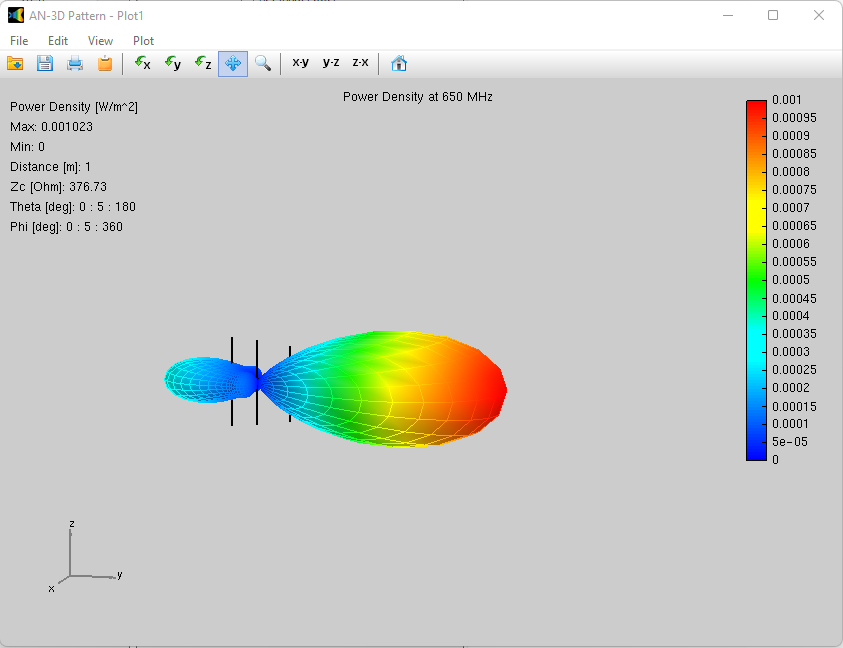 AN-3D Pattern - Plot1
File Edit View Plot
x y z x-y y-z z-x
Power Density at 650 MHz
Power Density [W/m^2]
Max: 0.001023
Min: 0
Distance [m]: 1
Zc [Ohm]: 376.73
Theta [deg]: 0 : 5 : 180
Phi [deg]: 0 : 5 : 360
0.001
0.00095
0.0009
0.00085
0.0008
0.00075
0.0007
0.00065
0.0006
0.00055
0.0005
0.00045
0.0004
0.00035
0.0003
0.00025
0.0002
0.00015
0.0001
5e-05
0
z
y
x